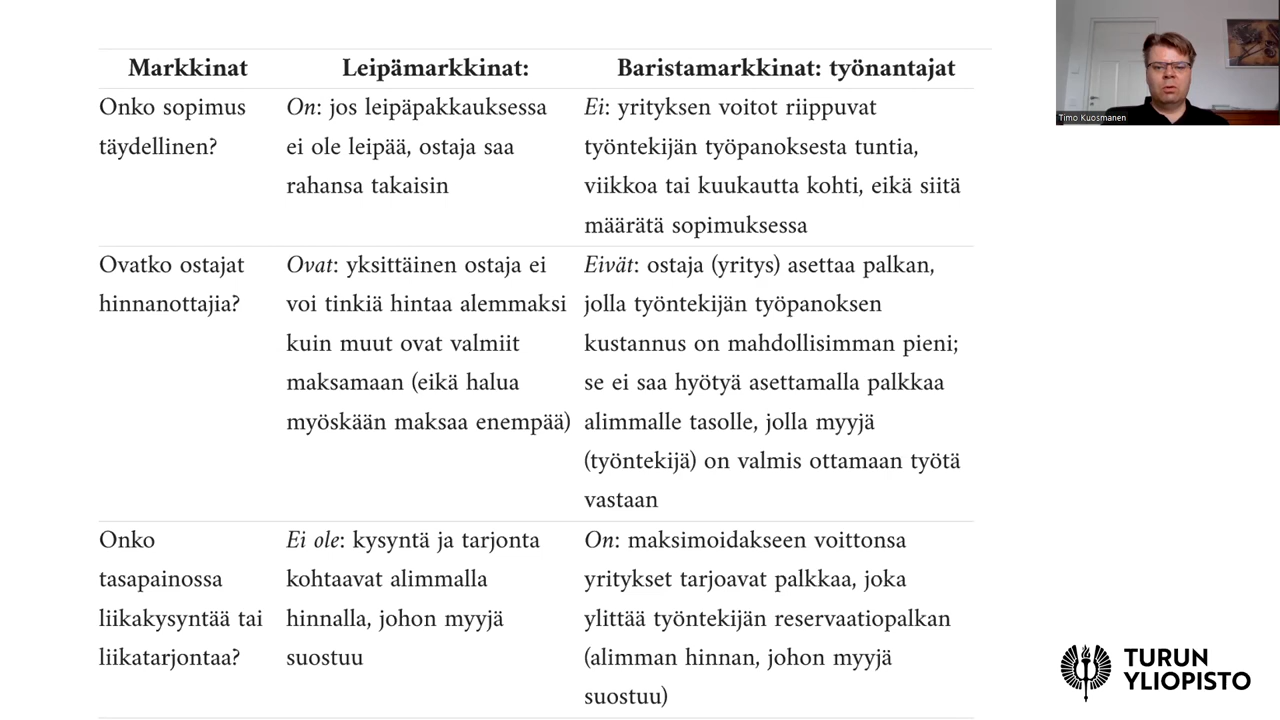 Markkinat
Leipämarkkinat:
Baristamarkkinat: työnantajat
Onko sopimus
täydellinen?
On: jos leipäpakkauksessa
ei ole leipää, ostaja saa
rahansa takaisin
Ei: yrityksen voitot riippuvat
työntekijän työpanoksesta tuntia,
viikkoa tai kuukautta kohti, eikä siitä
määrätä sopimuksessa
Ovatko ostajat
hinnanottajia?
Ovat: yksittäinen ostaja ei
voi tinkiä hintaa alemmaksi
kuin muut ovat valmiit
maksamaan (eikä halua
myöskään maksaa enempää)
Eivät: ostaja (yritys) asettaa palkan,
jolla työntekijän työpanoksen
kustannus on mahdollisimman pieni;
se ei saa hyötyä asettamalla palkkaa
alimmalle tasolle, jolla myyjä
(työntekijä) on valmis ottamaan työtä
vastaan
Onko
tasapainossa
liikakysyntää tai
liikatarjontaa?
Ei ole: kysyntä ja tarjonta
kohtaavat alimmalla
hinnalla, johon myyjä
suostuu
On: maksimoidakseen voittonsa
yritykset tarjoavat palkkaa, joka
ylittää työntekijän reservaatiopalkan
(alimman hinnan, johon myyjä
suostuu)
Timo Kuosmanen
TURUN
YLIOPISTO